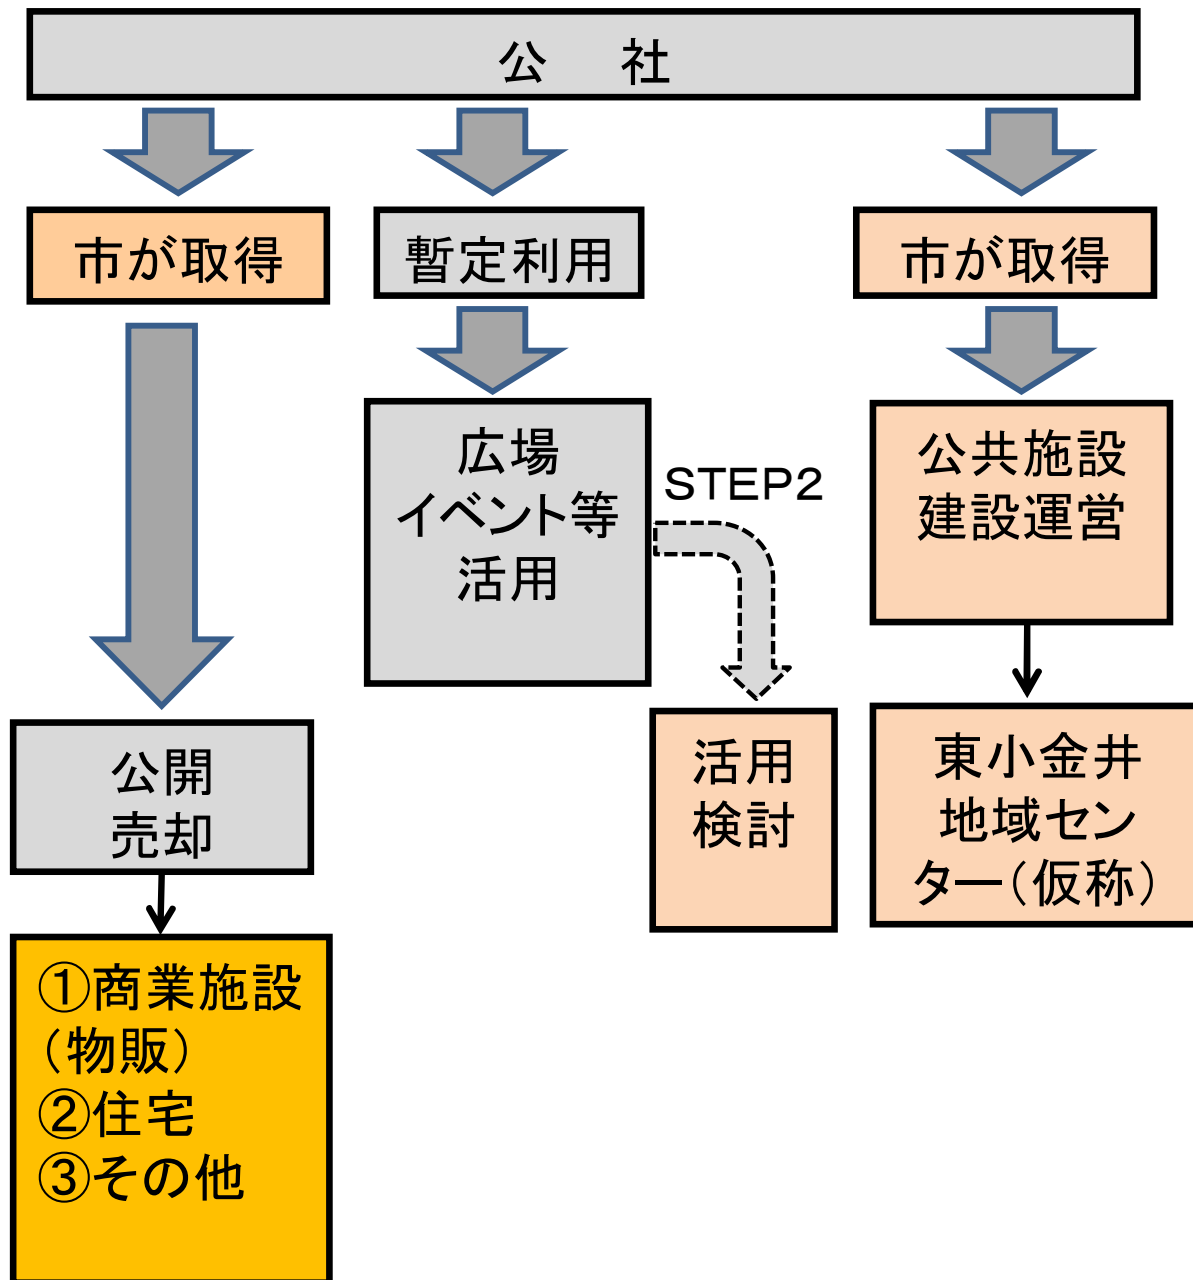 公　社
市が取得
暫定利用
市が取得
広場
イベント等
活用
STEP2
公共施設
建設運営
公開
売却
活用
検討
東小金井
地域セン
ター（仮称）
①商業施設
（物販）
②住宅
③その他